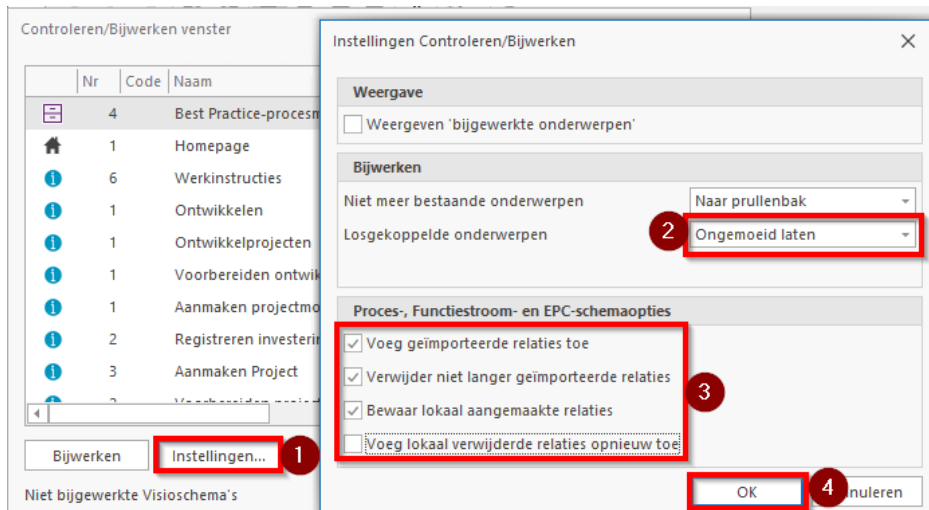 Controleren/Bijwerken venster
Nr Code Naam
4 Best Practice-procesm
1 Homepage
6 Werkinstructies
1 Ontwikkelen
1 Ontwikkelprojecten
1 Voorbereiden ontwik
1 Aanmaken projectmo
2 Registreren investerin
3 Aanmaken Project
Bijwerken
Instellingen...
1
Niet bijgewerkte Visioschema's
Instellingen Controleren/Bijwerken
Weergave
Weergeven 'bijgewerkte onderwerpen'
Bijwerken
Niet meer bestaande onderwerpen Naar prullenbak
Losgekoppelde onderwerpen 2 Ongemoeid laten
Proces-, Functiestroom- en EPC-schemaopties
Voeg geïmporteerde relaties toe
Verwijder niet langer geïmporteerde relaties
3
Bewaar lokaal aangemaakte relaties
Voeg lokaal verwijderde relaties opnieuw toe
OK 4 nuleren